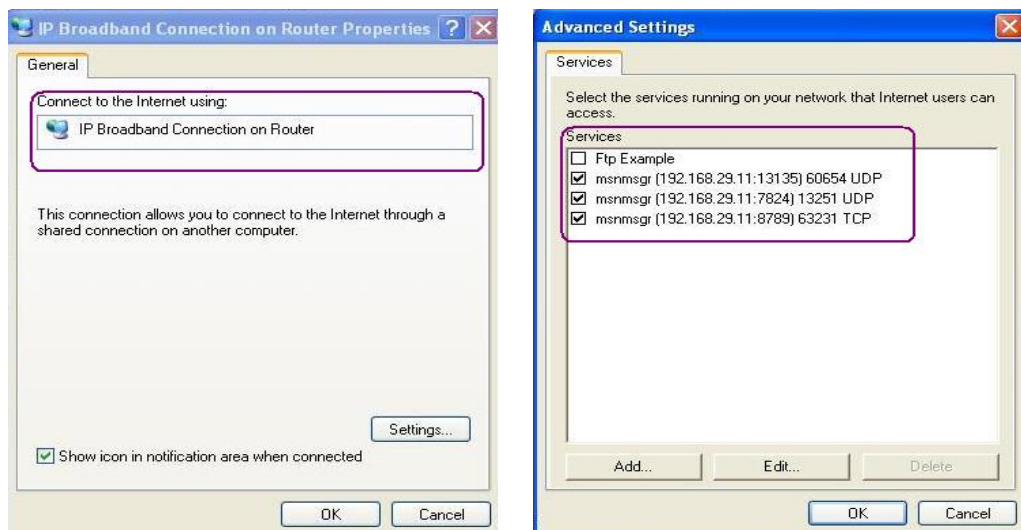 IP Broadband Connection on Router Properties
General
Connect to the Internet using:
IP Broadband Connection on Router
This connection allows you to connect to the Internet through a
shared connection on another computer.
Settings...
Show icon in notification area when connected
OK
Cancel
Advanced Settings
Services
Select the services running on your network that Internet users can
access.
Services
Ftp Example
msnmsgr (192.168.29.11:13135) 60654 UDP
msnmsgr (192.168.29.11:7824) 13251 UDP
msnmsgr (192.168.29.11:8789) 63231 TCP
Add...
Edit...
Delete
OK
Cancel